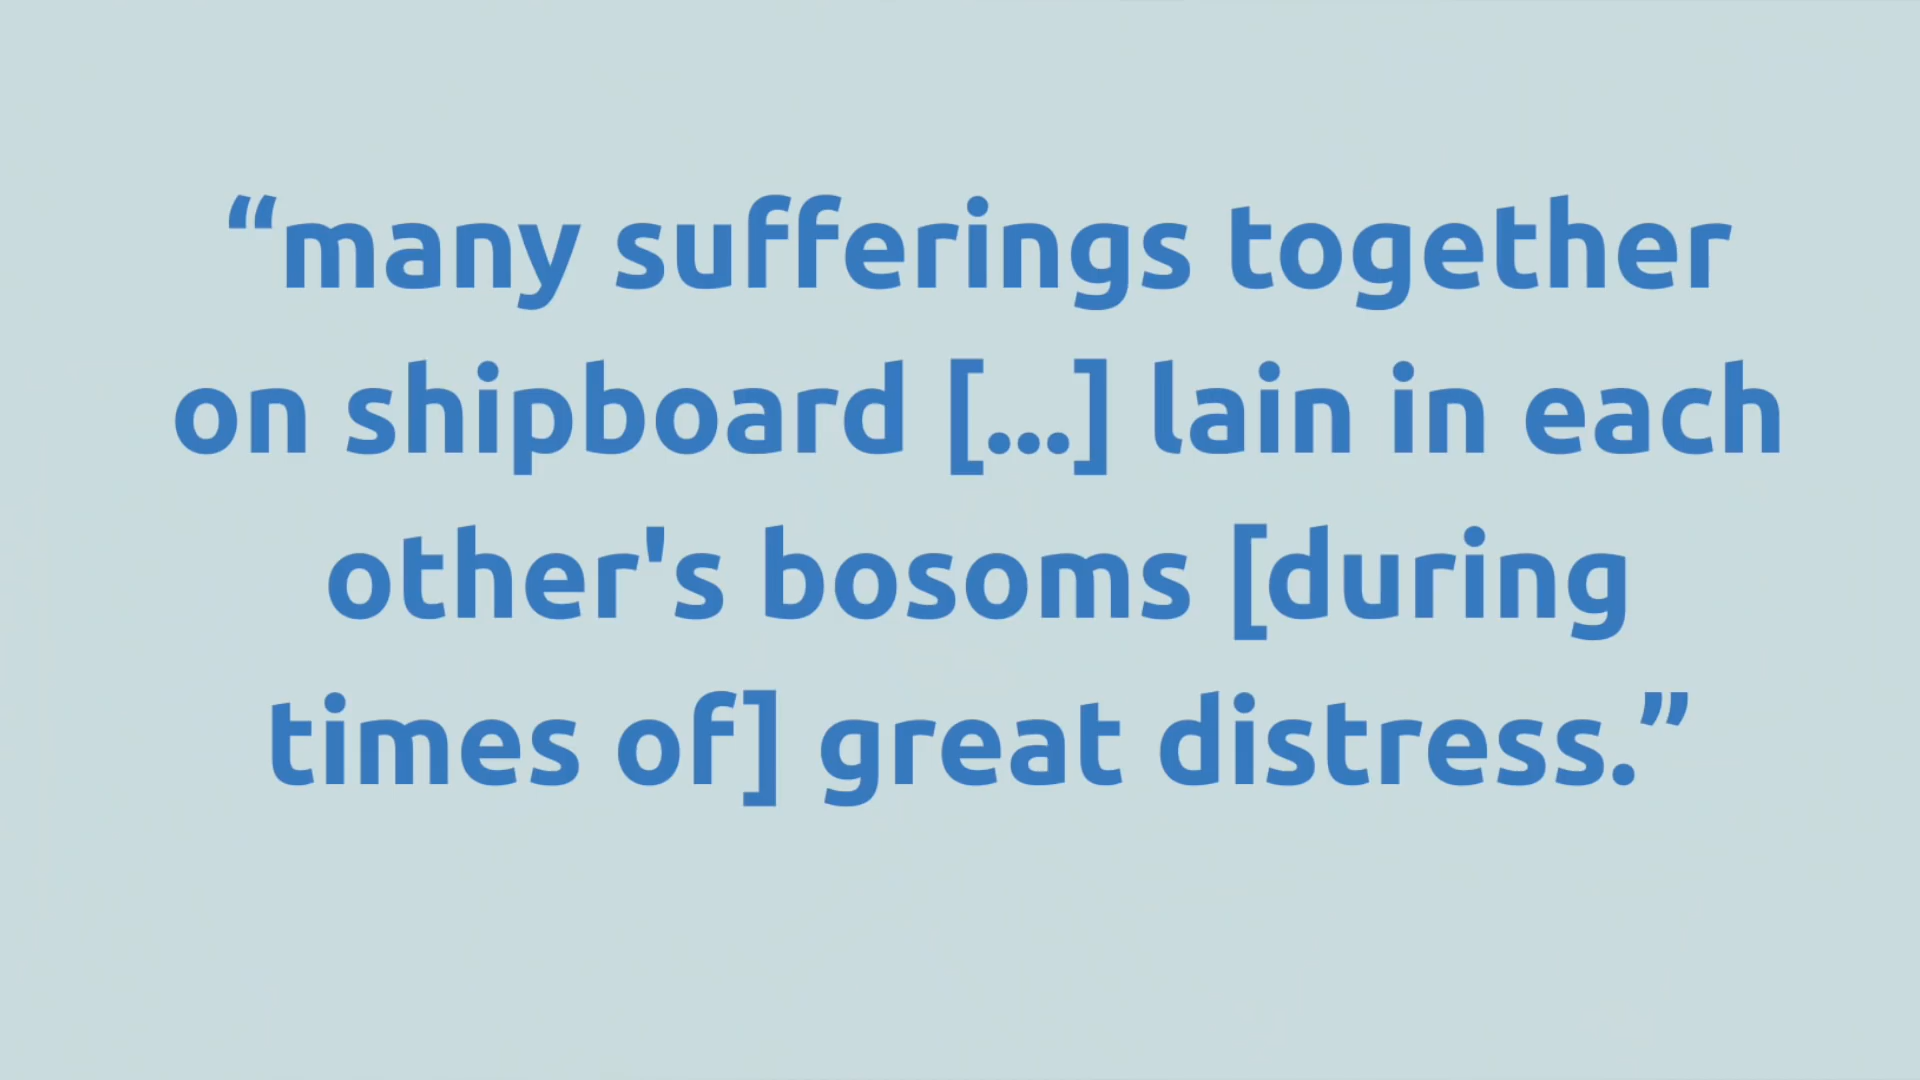 “many sufferings together
on shipboard [...] lain in each
other's bosoms [during
times of] great distress.”